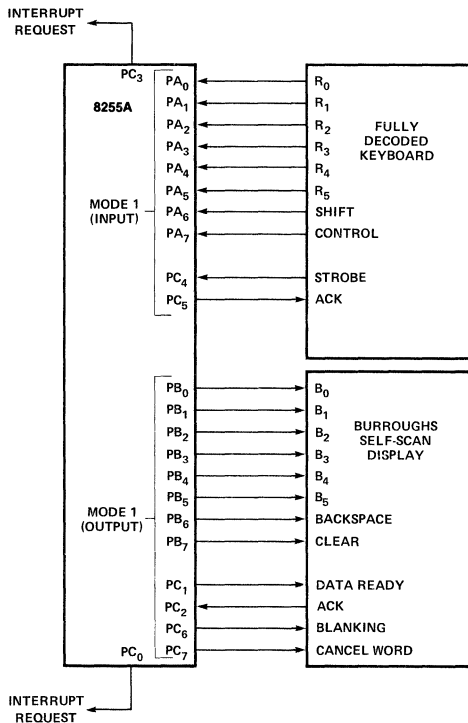 INTERRUPT
REQUEST
PC3
8255A
MODE 1
(INPUT)
PA0 R0
PA1 R1
PA2 R2
PA3 R3
PA4 R4
PA5 R5
PA6 SHIFT
PA7 CONTROL
PC4 STROBE
PC5 ACK
FULLY
DECODED
KEYBOARD
MODE 1
(OUTPUT)
PB0 B0
PB1 B1
PB2 B2
PB3 B3
PB4 B4
PB5 B5
PB6 BACKSPACE
PB7 CLEAR
PC1 DATA READY
PC2 ACK
PC6 BLANKING
PC7 CANCEL WORD
BURROUGHS
SELF-SCAN
DISPLAY
PC0
INTERRUPT
REQUEST